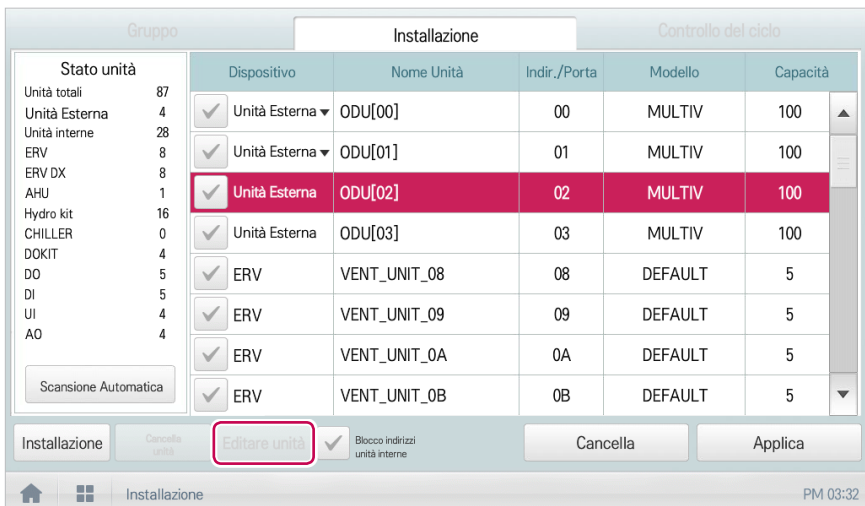 Gruppo
Installazione
Controllo del ciclo
Stato unità
Unità totali 87
Unità Esterna 4
Unità interne 28
ERV 8
ERV DX 8
AHU 1
Hydro kit 16
CHILLER 0
DOKIT 4
DO 5
DI 5
UI 4
AO 4
Scansione Automatica
Dispositivo Nome Unità Indir./Porta Modello Capacità
Unità Esterna ODU[00] 00 MULTIV 100
Unità Esterna ODU[01] 01 MULTIV 100
Unità Esterna ODU[02] 02 MULTIV 100
Unità Esterna ODU[03] 03 MULTIV 100
ERV VENT_UNIT_08 08 DEFAULT 5
ERV VENT_UNIT_09 09 DEFAULT 5
ERV VENT_UNIT_0A 0A DEFAULT 5
ERV VENT_UNIT_0B 0B DEFAULT 5
Installazione
Cancella
unità
Editare unità
Blocco indirizzi
unità interne
Cancella
Applica
Installazione
PM 03:32